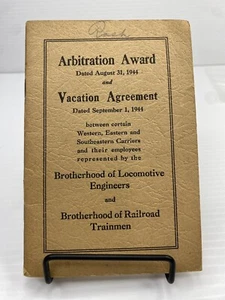 Arbitration Award
Dated August 31, 1944
and
Vacation Agreement
Dated September 1, 1944
between certain
Western, Eastern and
Southeastern Carriers
and their employees
represented by the
Brotherhood of Locomotive
Engineers
and
Brotherhood of Railroad
Trainmen